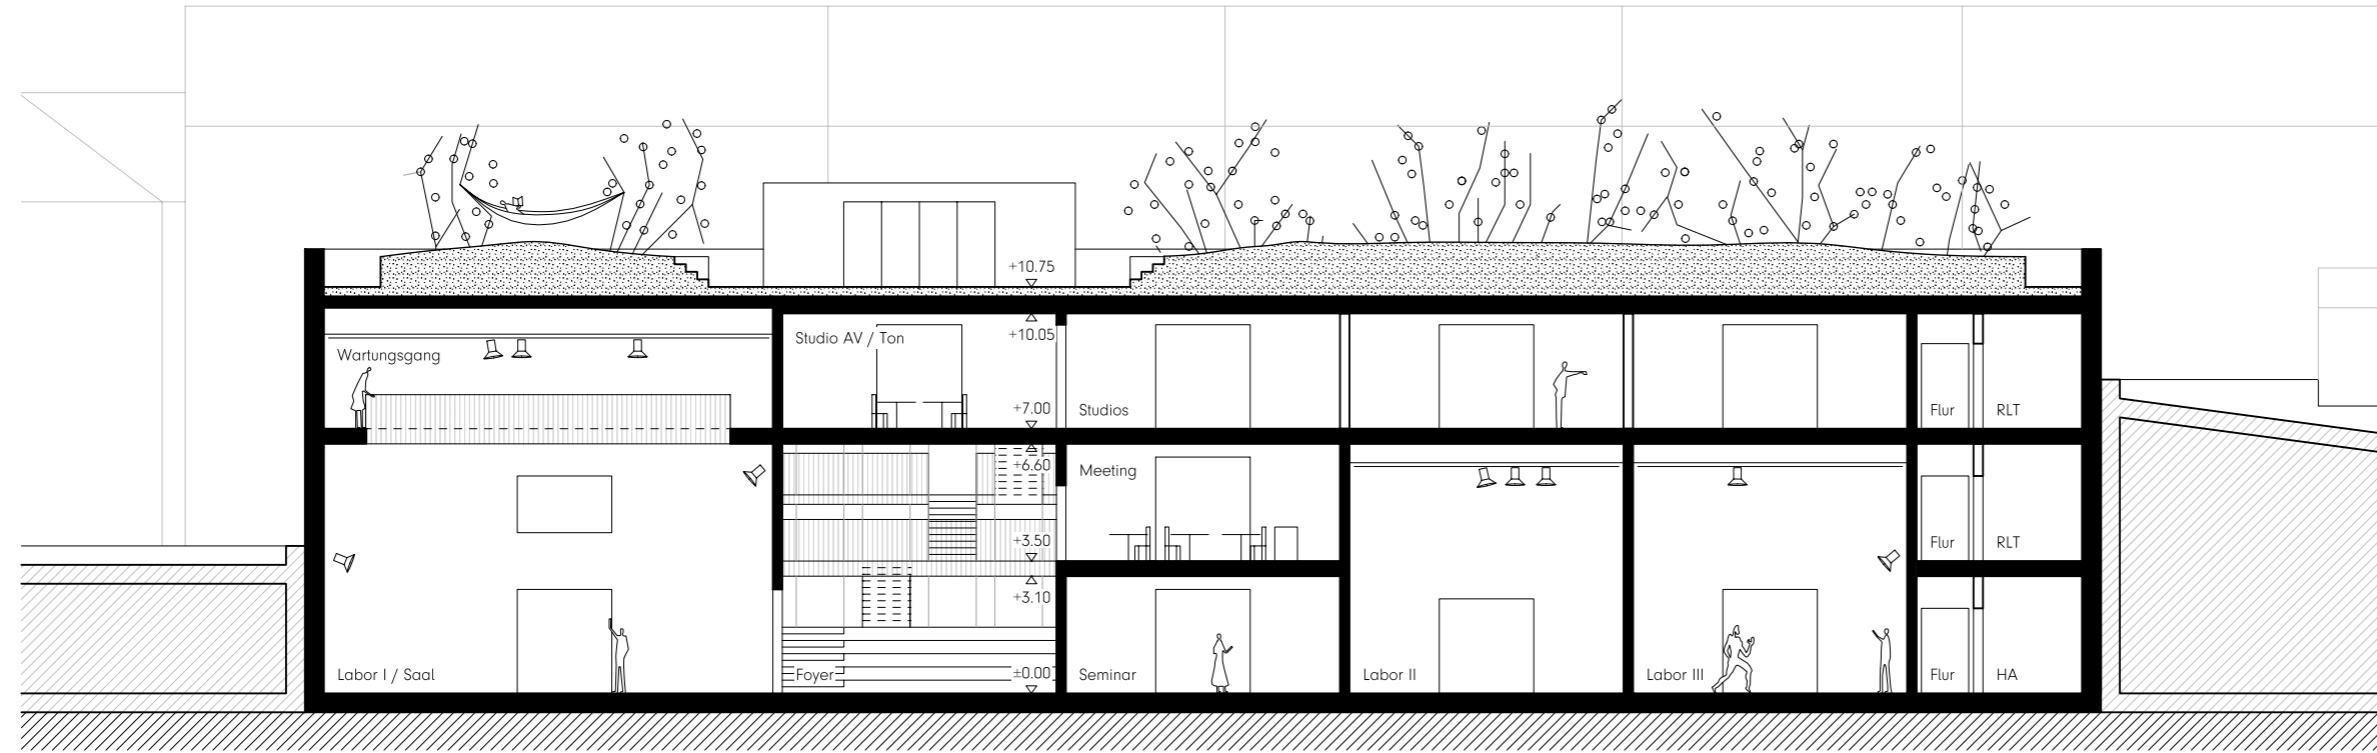 +10.75
Studio AV / Ton
+10.05
Wartungsgang
+7.00
Studios
Flur
RLT
+6.60
Meeting
+3.50
Flur
RLT
+3.10
Labor I / Saal
Foyer
±0.00
Seminar
Labor II
Labor III
Flur
HA